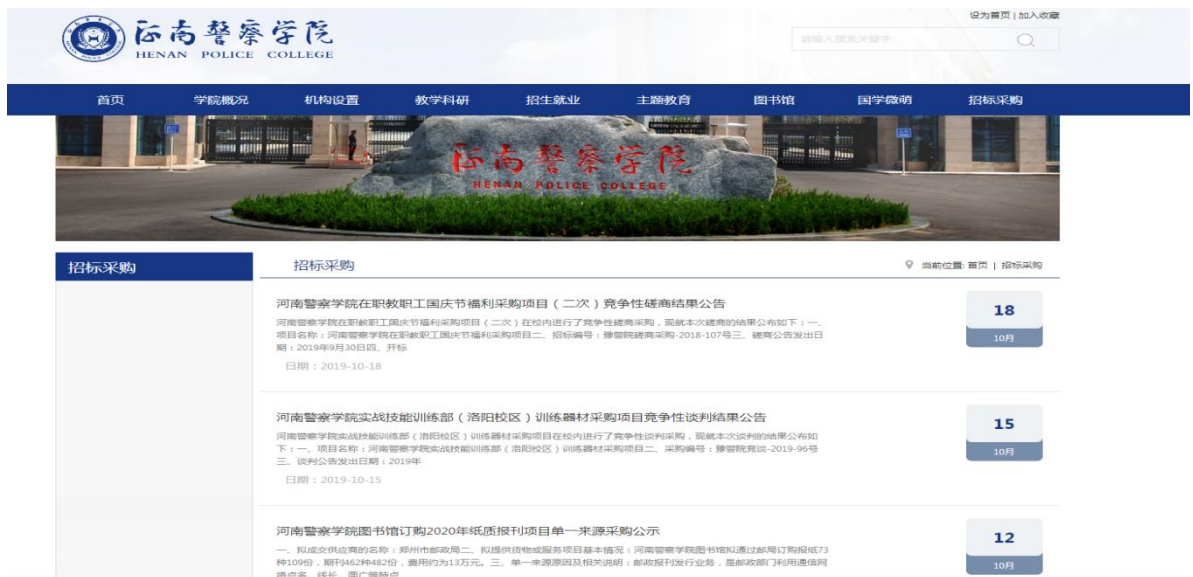 设为首页 | 加入收藏
河南警察学院
HENAN POLICE COLLEGE
请输入搜索关键字
首页 学院概况 机构设置 教学科研 招生就业 主题教育 图书馆 国学微萌 招标采购
河南警察学院
HENAN POLICE COLLEGE
招标采购
招标采购
当前位置: 首页 | 招标采购
河南警察学院在职教职工国庆节福利采购项目（二次）竞争性磋商结果公告
河南警察学院在职教职工国庆节福利采购项目（二次）在校内进行了竞争性磋商采购，现就本次磋商的结果公布如下：一、
项目名称：河南警察学院在职教职工国庆节福利采购项目二、招标编号：豫警院磋商采购-2018-107号三、磋商公告发出日
期：2019年9月30日四、开标
日期：2019-10-18
18
10月
河南警察学院实战技能训练部（洛阳校区）训练器材采购项目竞争性谈判结果公告
河南警察学院实战技能训练部（洛阳校区）训练器材采购项目在校内进行了竞争性谈判采购，现就本次谈判的结果公布如
下：一、项目名称：河南警察学院实战技能训练部（洛阳校区）训练器材采购项目二、采购编号：豫警院竞谈-2019-96号
三、谈判公告发出日期：2019年
日期：2019-10-15
15
10月
河南警察学院图书馆订购2020年纸质报刊项目单一来源采购公示
一、拟成交供应商的名称：郑州市邮政局二、拟提供货物或服务项目基本情况：河南警察学院图书馆拟通过邮局订购报纸73
种109份，期刊462种482份，费用约为13万元。三、单一来源原因及相关说明：邮政报刊发行业务，是邮政部门利用通信网
络点多、线长、面广等特点
12
10月